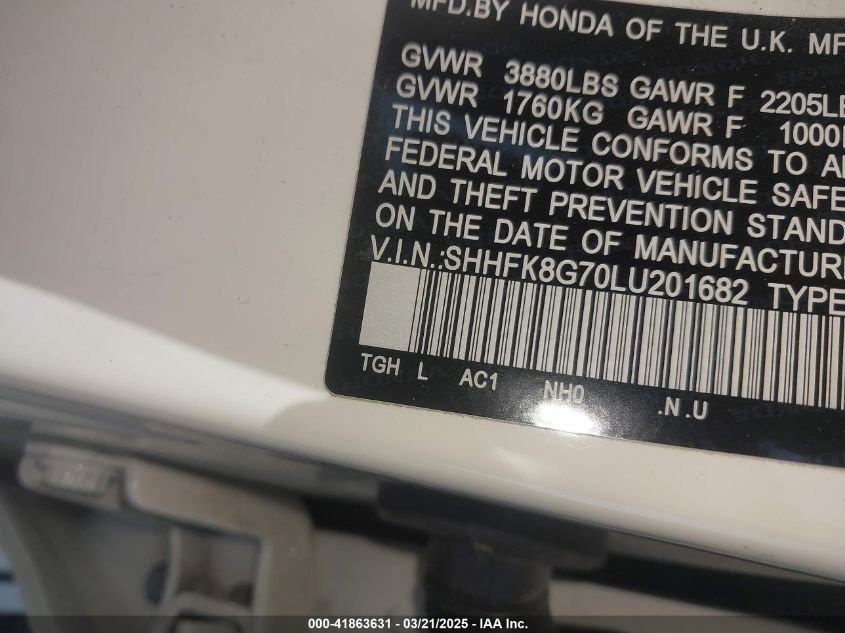 MFD.BY HONDA OF THE U.K. MF
GVWR 3880LBS GAWR F 2205LB
GVWR 1760KG GAWR F 1000
THIS VEHICLE CONFORMS TO A
FEDERAL MOTOR VEHICLE SAFE
AND THEFT PREVENTION STAND
ON THE DATE OF MANUFACTUR
V.I.N.:SHHFK8G70LU201682 TYPE
TGH L AC1 NH0 .N.U
000-41863631 - 03/21/2025 - IAA Inc.